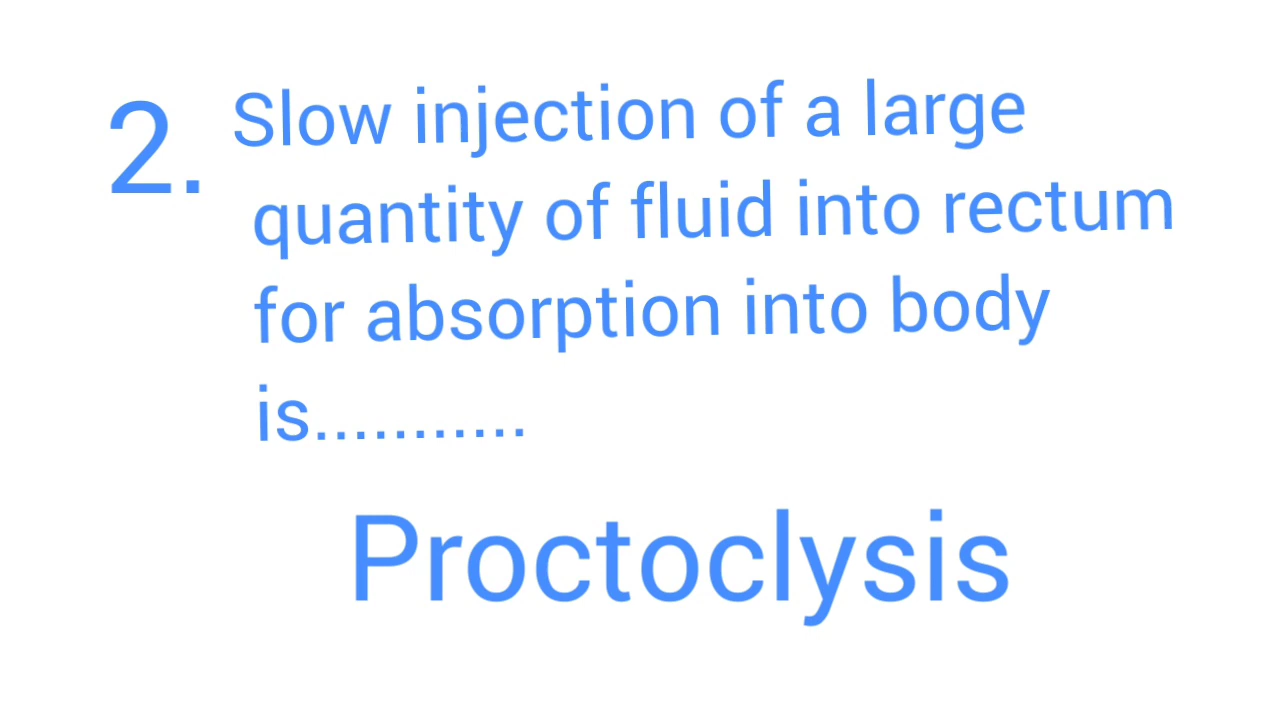 2. Slow injection of a large
quantity of fluid into rectum
for absorption into body
is...........
Proctoclysis